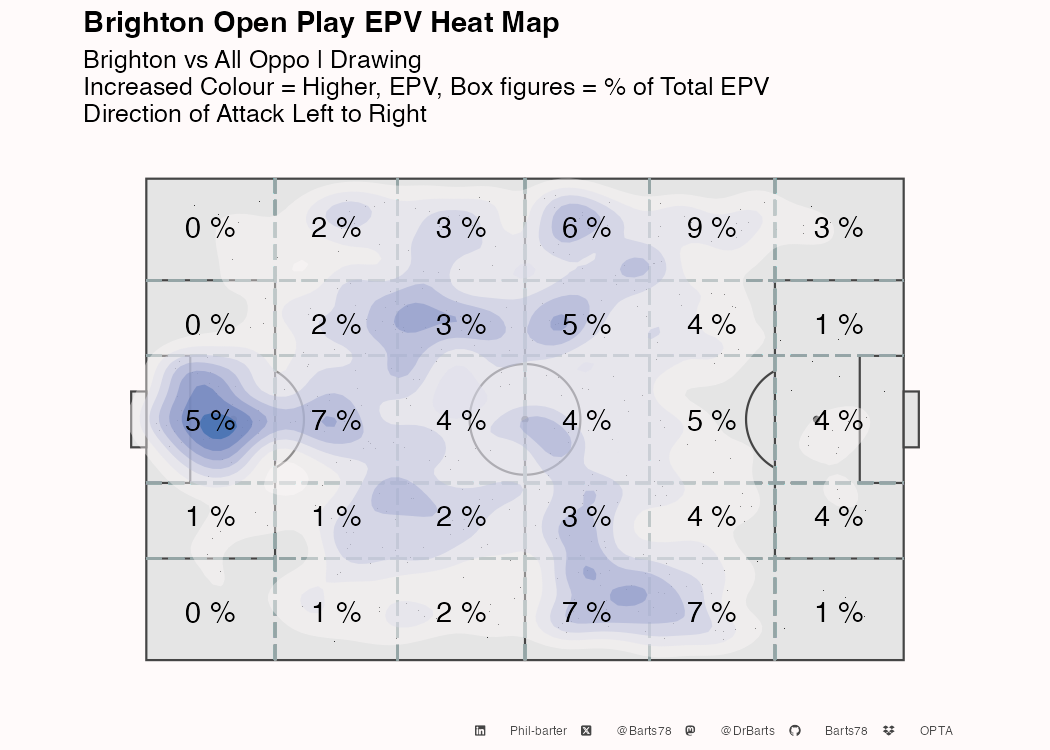 Brighton Open Play EPV Heat Map
Brighton vs All Oppo | Drawing
Increased Colour = Higher, EPV, Box figures = % of Total EPV
Direction of Attack Left to Right
0 % 2 % 3 % 6 % 9 % 3 %
0 % 2 % 3 % 5 % 4 % 1 %
5 % 7 % 4 % 4 % 5 % 4 %
1 % 1 % 2 % 3 % 4 % 4 %
0 % 1 % 2 % 7 % 7 % 1 %
Phil-barter @Barts78 @DrBarts Barts78 OPTA